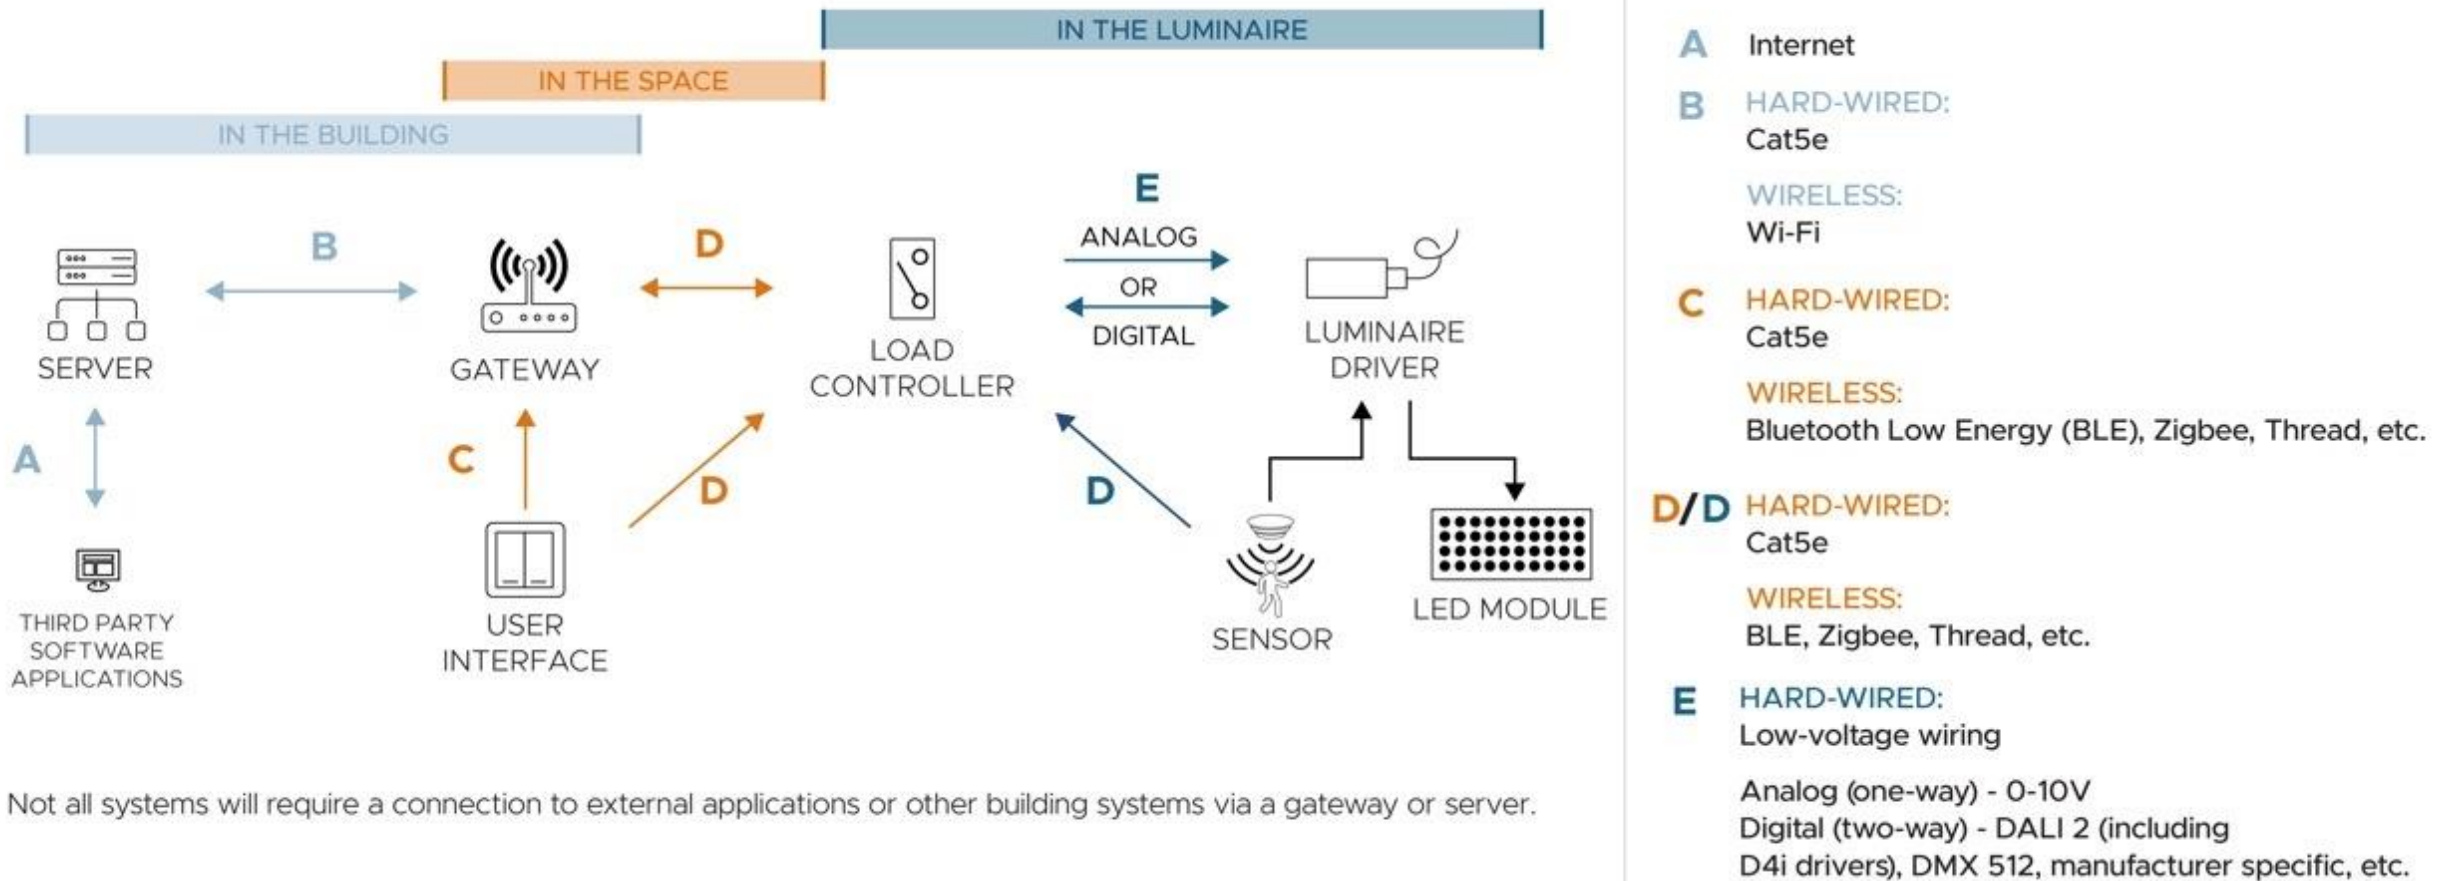 IN THE LUMINAIRE
IN THE SPACE
IN THE BUILDING
E
ANALOG
OR
DIGITAL
B
D
SERVER
GATEWAY
LOAD
CONTROLLER
LUMINAIRE
DRIVER
A
C
D
D
THIRD PARTY
SOFTWARE
APPLICATIONS
USER
INTERFACE
SENSOR
LED MODULE
Not all systems will require a connection to external applications or other building systems via a gateway or server.
A Internet
B HARD-WIRED:
Cat5e
WIRELESS:
Wi-Fi
C HARD-WIRED:
Cat5e
WIRELESS:
Bluetooth Low Energy (BLE), Zigbee, Thread, etc.
D/D HARD-WIRED:
Cat5e
WIRELESS:
BLE, Zigbee, Thread, etc.
E HARD-WIRED:
Low-voltage wiring
Analog (one-way) - 0-10V
Digital (two-way) - DALI 2 (including
D4i drivers), DMX 512, manufacturer specific, etc.